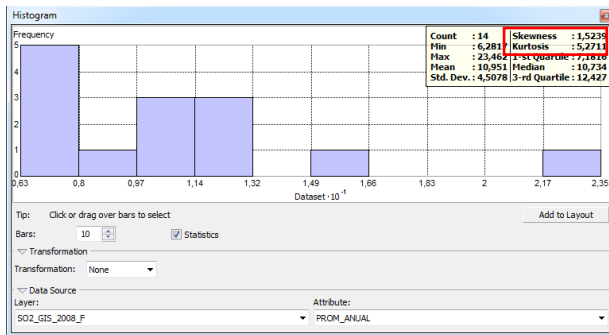 Histogram
Frequency
5
4
3
2
1
0
0,63 0,8 0,97 1,14 1,32 1,49 1,66 1,83 2 2,17 2,35
Dataset · 10⁻¹
Count : 14 Skewness : 1,5239
Min : 6,2817 Kurtosis : 5,2711
Max : 23,462 1-st Quartile : 7,1816
Mean : 10,951 Median : 10,734
Std. Dev. : 4,5078 3-rd Quartile : 12,427
Tip: Click or drag over bars to select
Add to Layout
Bars: 10 Statistics
Transformation
Transformation: None
Data Source
Layer: Attribute:
SO2_GIS_2008_F PROM_ANUAL